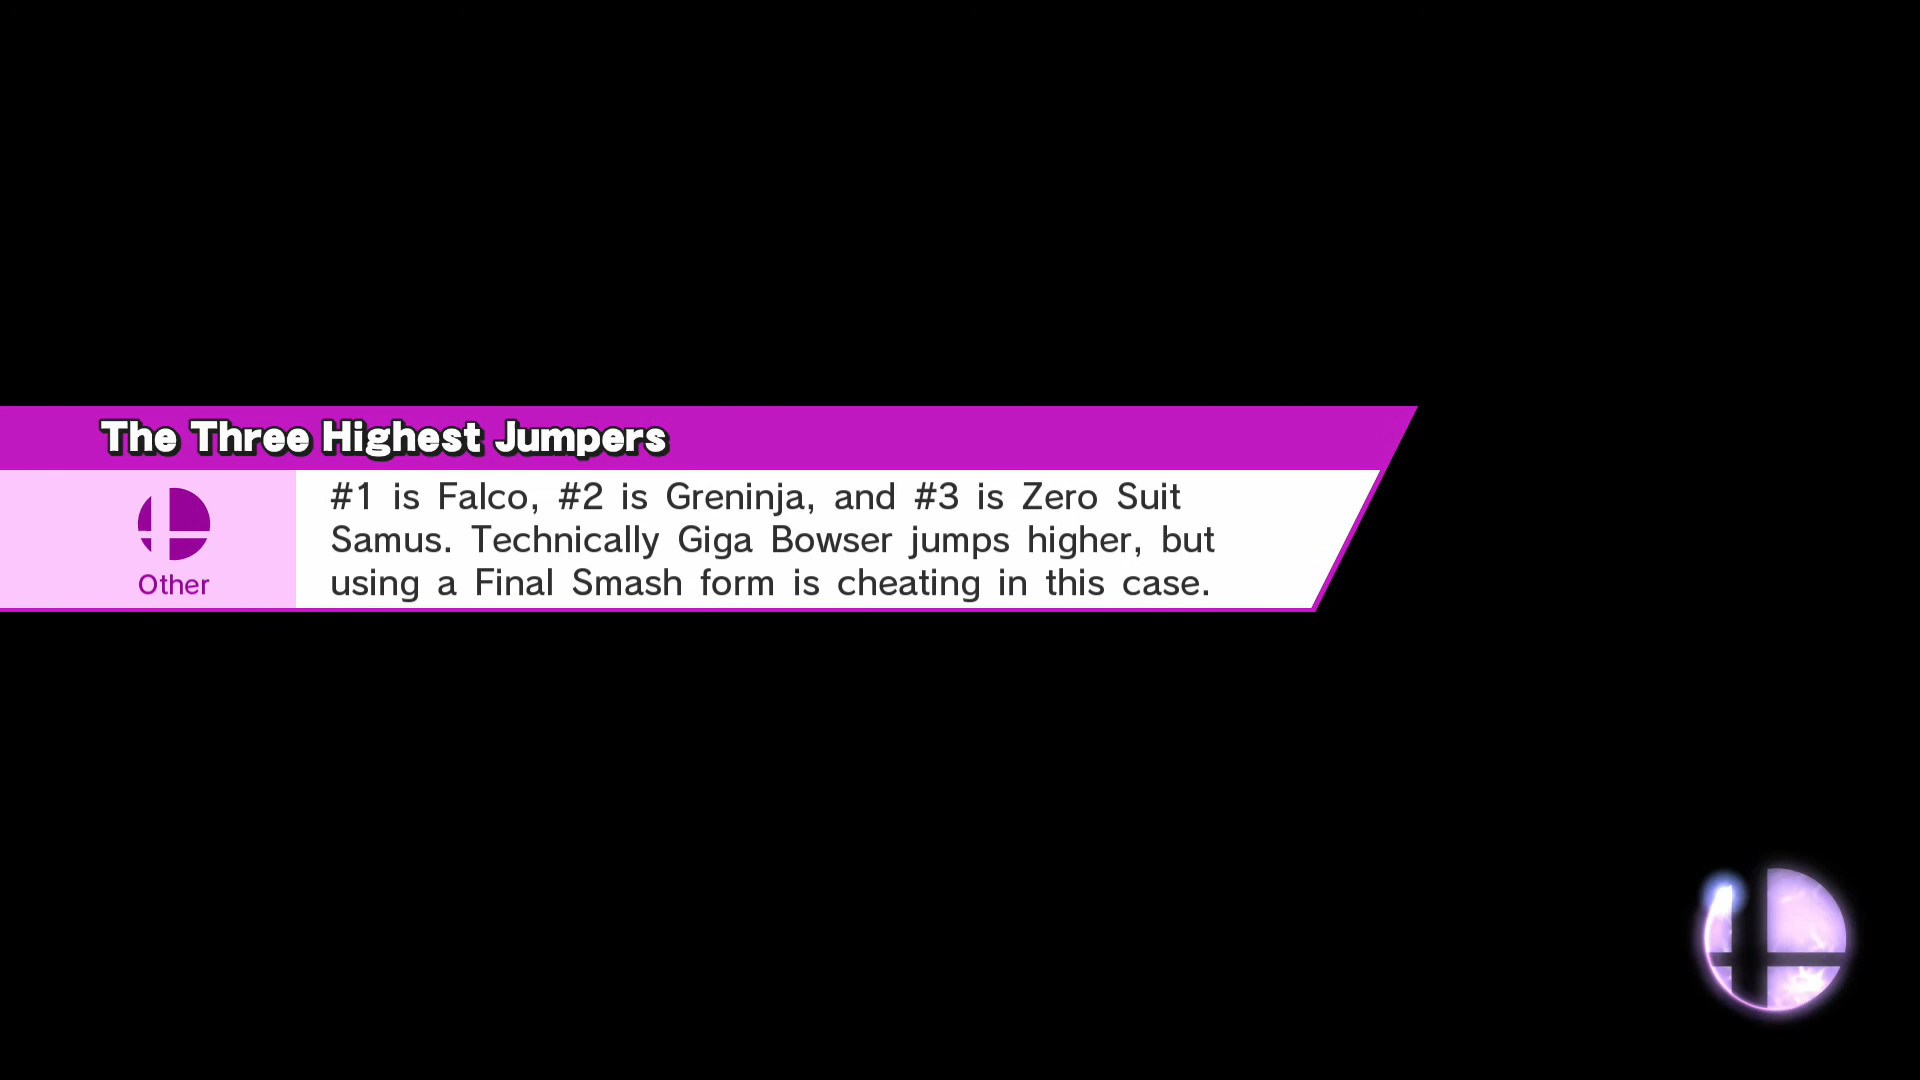 The Three Highest Jumpers
Other
#1 is Falco, #2 is Greninja, and #3 is Zero Suit
Samus. Technically Giga Bowser jumps higher, but
using a Final Smash form is cheating in this case.